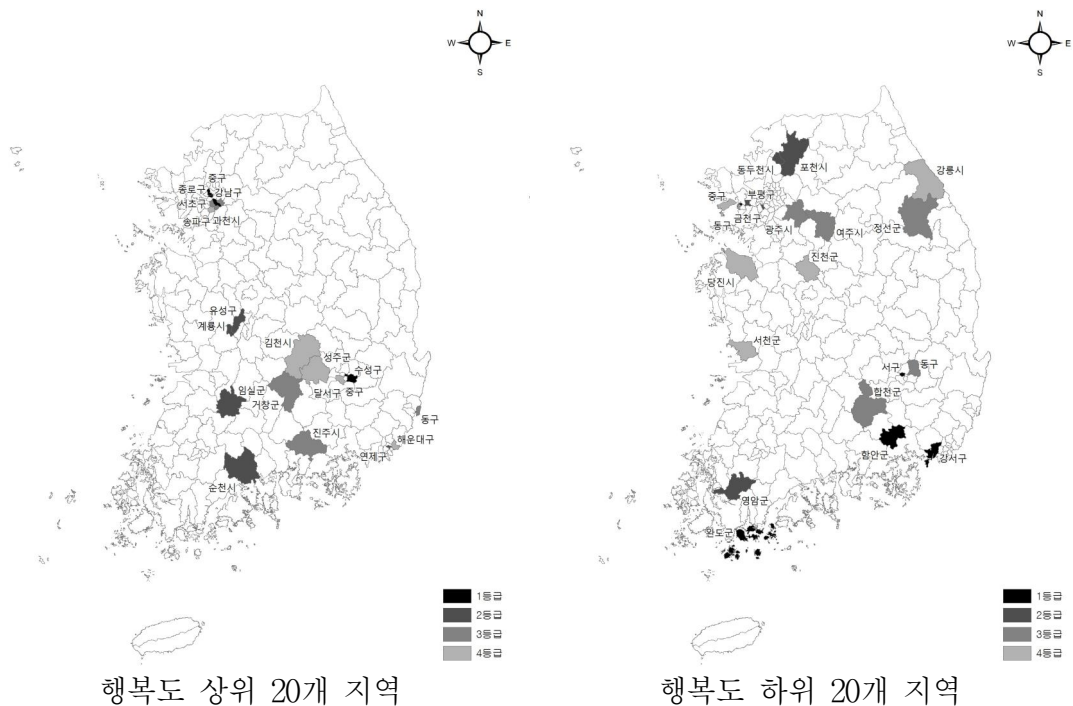 N
W E
S
중구
종로구 강남구
서초구
송파구 과천시
유성구
계룡시
김천시
성주군
수성구
임실군
거창군
달서구 중구
동구
진주시
해운대구
연제구
순천시
1등급
2등급
3등급
4등급
행복도 상위 20개 지역
N
W E
S
동두천시 포천시
강릉시
중구 부평구
금천구
동구 광주시
여주시 정선군
진천군
당진시
서천군
서구 동구
합천군
함안군 강서구
영암군
완도군
1등급
2등급
3등급
4등급
행복도 하위 20개 지역